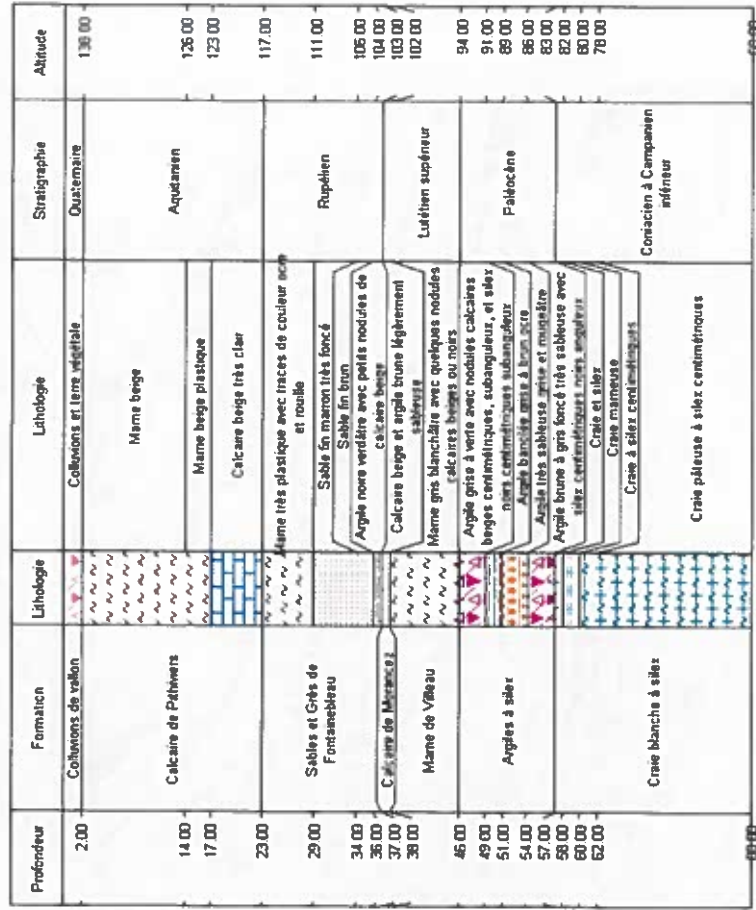 Profondeur
Formation
Lithologie
Lithologie
Stratigraphie
Altitude
2.00
14.00
17.00
23.00
29.00
34.00
36.00
37.00
38.00
46.00
49.00
51.00
54.00
57.00
58.00
60.00
62.00
Colluvions de vallon
Calcaire de Pithiviers
Sables et Grès de
Fontainebleau
Calcaire de Morancez
Marne de Villeau
Argiles à silex
Craie blanche à silex
Colluvions et terre végétale
Marne beige
Marne beige plastique
Calcaire beige très clair
Marne très plastique avec traces de couleur ocre
et rouille
Sable fin marron très foncé
Sable fin brun
Argile noire verdâtre avec petits nodules de
calcaire beige
Calcaire beige et argile brune légèrement
sableuse
Marne gris blanchâtre avec quelques nodules
calcaires beiges ou noirs
Argile grise à verte avec nodules calcaires
beiges centimétriques, subanguleux, et silex
noirs centimétriques subanguleux
Argile blanche grise à brun ocre
Argile très sableuse grise et rougeâtre
Argile brune à gris foncé très sableuse avec
silex centimétriques noirs anguleux
Craie et silex
Craie marneuse
Craie à silex centimétriques
Craie pâteuse à silex centimétriques
Quaternaire
Aquitanien
Rupélien
Lutétien supérieur
Paléocène
Coniacien à Campanien
inférieur
138.00
126.00
123.00
117.00
111.00
106.00
104.00
103.00
102.00
94.00
91.00
89.00
86.00
83.00
82.00
80.00
78.00